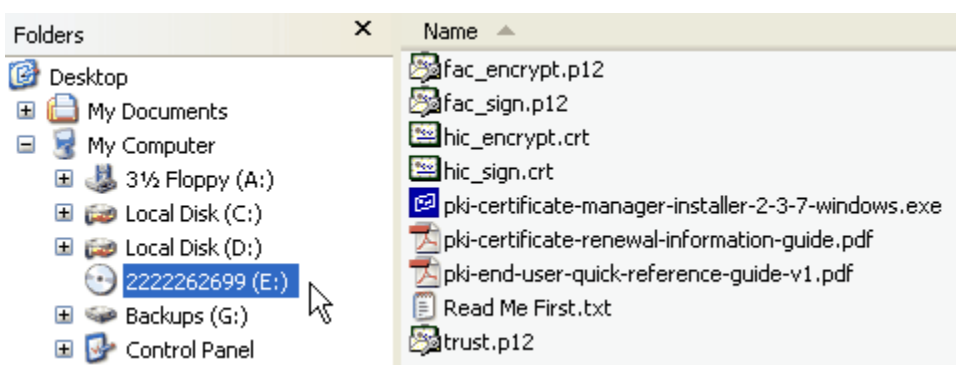 Folders
Desktop
My Documents
My Computer
3½ Floppy (A:)
Local Disk (C:)
Local Disk (D:)
2222262699 (E:)
Backups (G:)
Control Panel
Name
fac_encrypt.p12
fac_sign.p12
hic_encrypt.crt
hic_sign.crt
pki-certificate-manager-installer-2-3-7-windows.exe
pki-certificate-renewal-information-guide.pdf
pki-end-user-quick-reference-guide-v1.pdf
Read Me First.txt
trust.p12